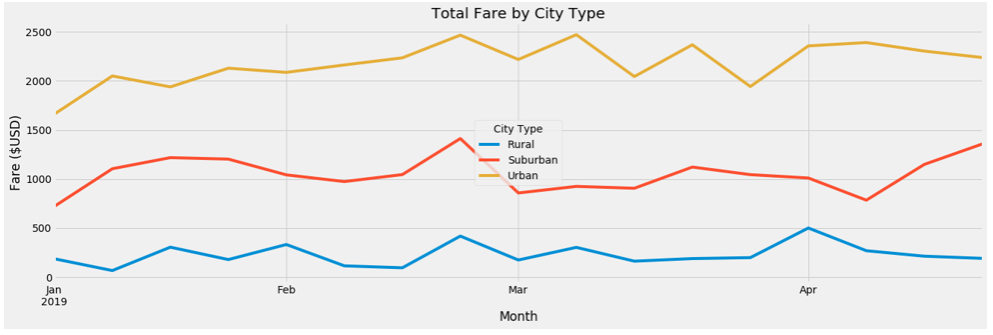 Total Fare by City Type
Fare ($USD)
2500
2000
1500
1000
500
0
City Type
Rural
Suburban
Urban
Jan
2019
Feb
Mar
Apr
Month